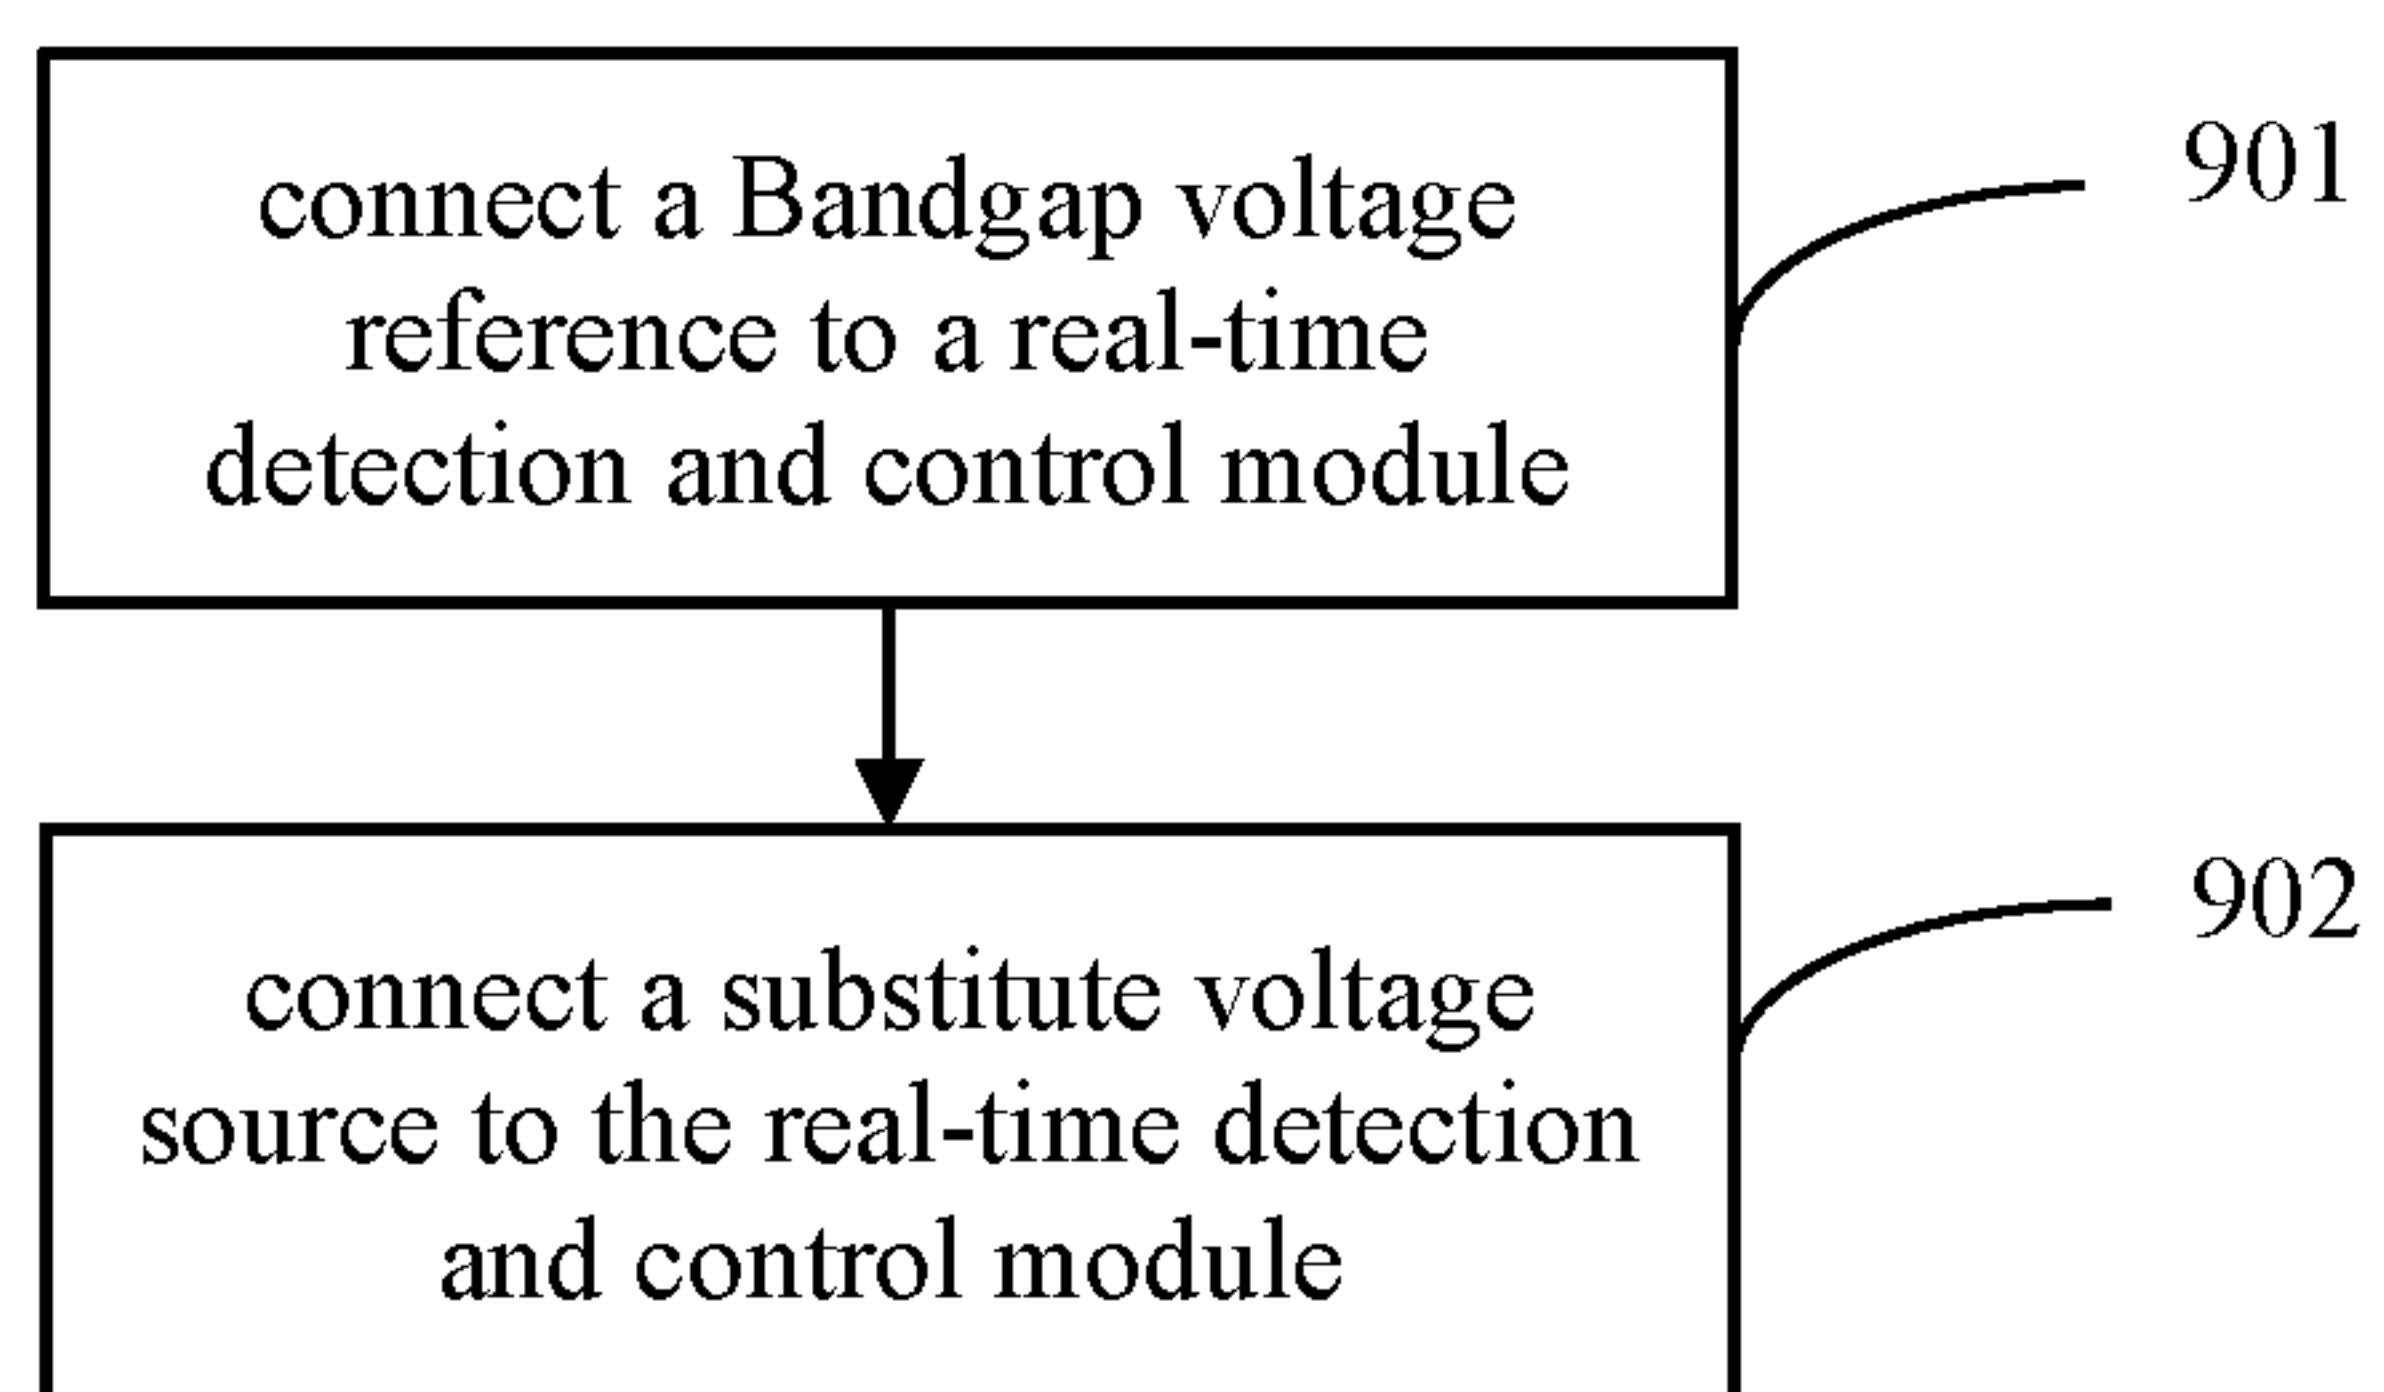 connect a Bandgap voltage
reference to a real-time
detection and control module
901
connect a substitute voltage
source to the real-time detection
and control module
902